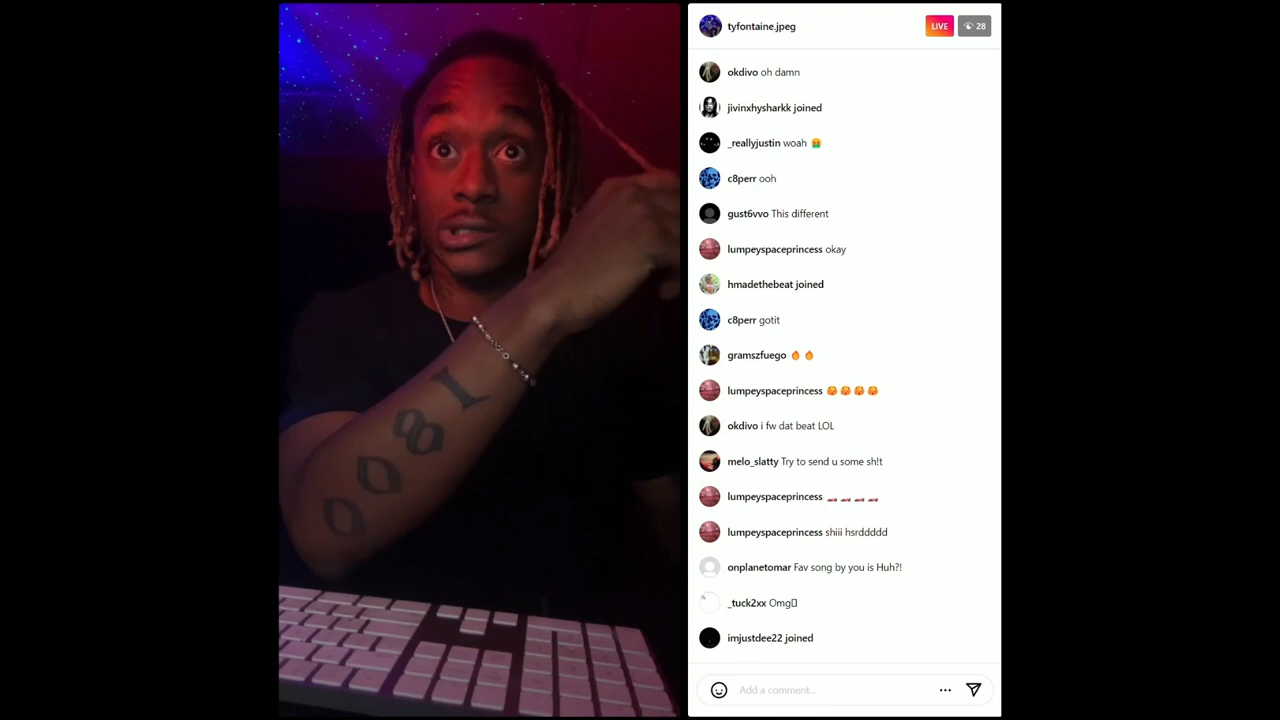 tyfontaine.jpeg LIVE 28
okdivo oh damn
jivinxhysharkk joined
_reallyjustin woah 🤑
c8perr ooh
gust6vvo This different
lumpeyspaceprincess okay
hmadethebeat joined
c8perr gotit
gramszfuego 🔥 🔥
lumpeyspaceprincess 🥵 🥵 🥵 🥵
okdivo i fw dat beat LOL
melo_slatty Try to send u some sh!t
lumpeyspaceprincess 🏎 🏎 🏎 🏎
lumpeyspaceprincess shiii hsrddddd
onplanetomar Fav song by you is Huh?!
_tuck2xx Omg▯
imjustdee22 joined
Add a comment...
1800